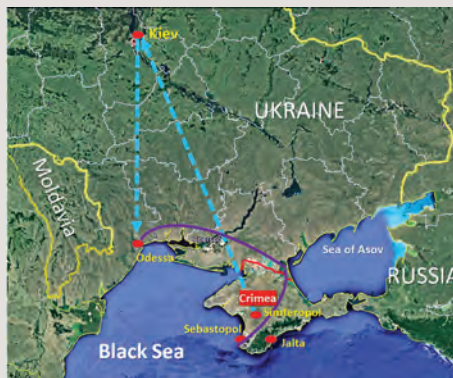 Kiev
UKRAINE
Moldavia
Odessa
Sea of Asov
RUSSIA
Crimea
Simferopol
Sebastopol
Jalta
Black Sea